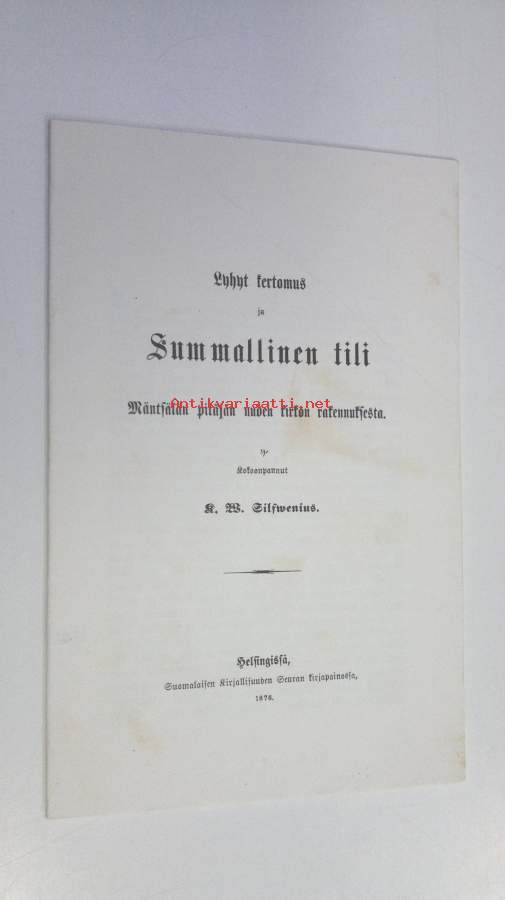 Lyhyt kertomus
ja
Summallinen tili
Mäntsälän pitäjän uuden kirkon rakennuksesta.
Antikvariaatti.net
Kokoonpannut
K. W. Silfwenius.
Helsingissä,
Suomalaisen Kirjallisuuden Seuran kirjapainossa,
1876.